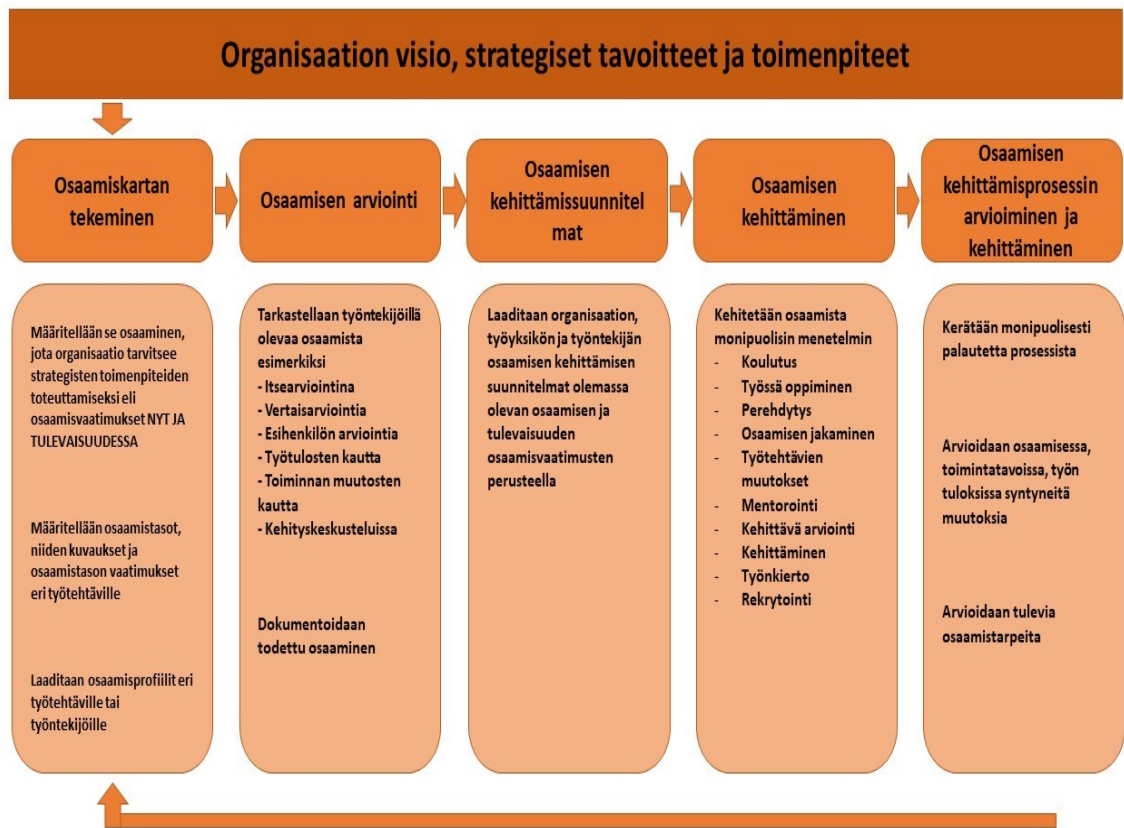 Organisaation visio, strategiset tavoitteet ja toimenpiteet
Osaamiskartan
tekeminen
Osaamisen arviointi
Osaamisen
kehittämissuunnitel
mat
Osaamisen
kehittäminen
Osaamisen
kehittämisprosessin
arvioiminen ja
kehittäminen
Määritellään se osaaminen,
jota organisaatio tarvitsee
strategisten toimenpiteiden
toteuttamiseksi eli
osaamisvaatimukset NYT JA
TULEVAISUUDESSA
Määritellään osaamistasot,
niiden kuvaukset ja
osaamistason vaatimukset
eri työtehtäville
Laaditaan osaamisprofiilit eri
työtehtäville tai
työntekijöille
Tarkastellaan työntekijöillä
olevaa osaamista
esimerkiksi
- Itsearviointina
- Vertaisarviointia
- Esihenkilön arviointia
- Työtulosten kautta
- Toiminnan muutosten
kautta
- Kehityskeskusteluissa
Dokumentoidaan
todettu osaaminen
Laaditaan organisaation,
työyksikön ja työntekijän
osaamisen kehittämisen
suunnitelmat olemassa
olevan osaamisen ja
tulevaisuuden
osaamisvaatimusten
perusteella
Kehitetään osaamista
monipuolisin menetelmin
- Koulutus
- Työssä oppiminen
- Perehdytys
- Osaamisen jakaminen
- Työtehtävien
muutokset
- Mentorointi
- Kehittävä arviointi
- Kehittäminen
- Työnkierto
- Rekrytointi
Kerätään monipuolisesti
palautetta prosessista
Arvioidaan osaamisessa,
toimintatavoissa, työn
tuloksissa syntyneitä
muutoksia
Arvioidaan tulevia
osaamistarpeita